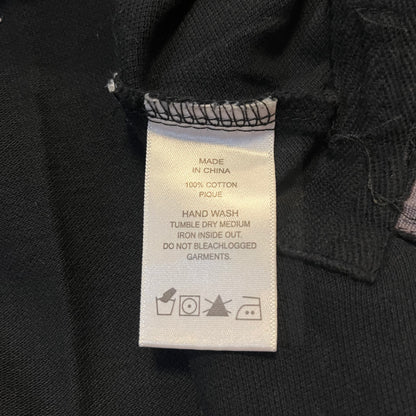 MADE
IN CHINA
100% COTTON
PIQUE
HAND WASH
TUMBLE DRY MEDIUM
IRON INSIDE OUT.
DO NOT BLEACHLOGGED
GARMENTS.